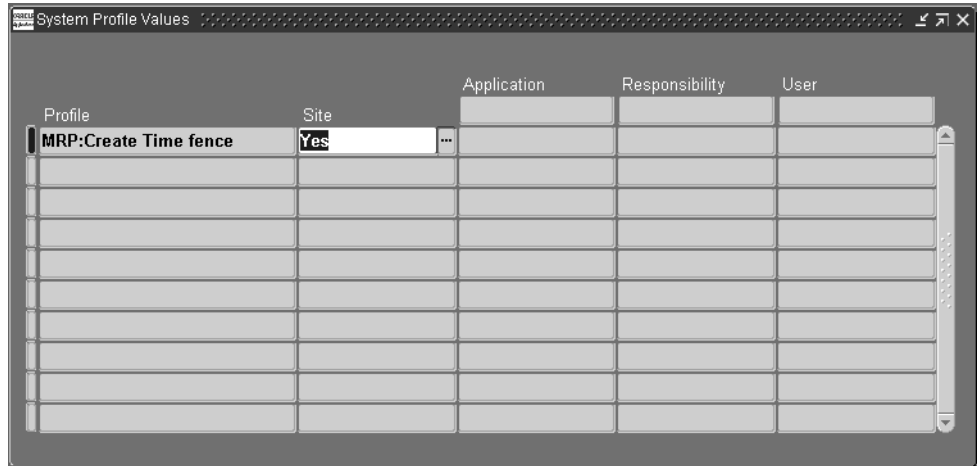 System Profile Values
Application Responsibility User
Profile Site
MRP:Create Time fence Yes ...